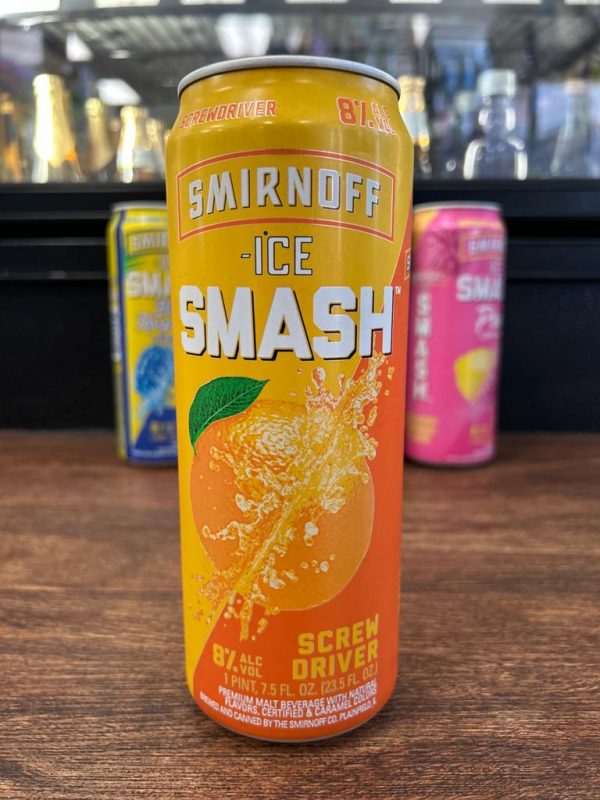 SCREWDRIVER 8% ALC VOL
SMIRNOFF
ICE
SMASH™
8% ALC VOL
SCREW
DRIVER
1 PINT, 7.5 FL. OZ. (23.5 FL. OZ.)
PREMIUM MALT BEVERAGE WITH NATURAL
FLAVORS, CERTIFIED & CARAMEL COLORS
BREWED AND CANNED BY THE SMIRNOFF CO. PLAINFIELD, IL
SMASH